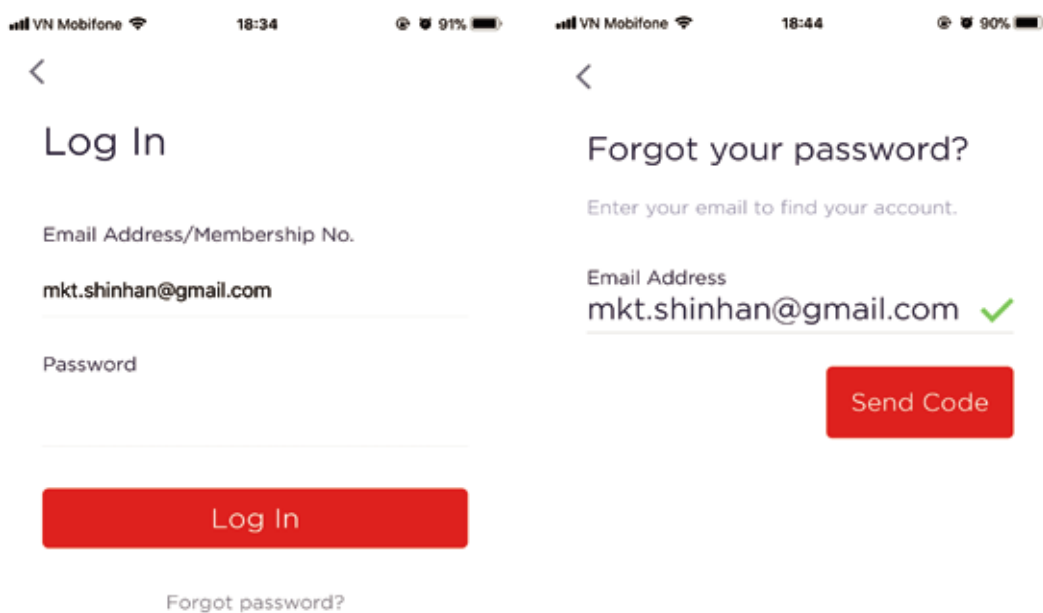 VN Mobifone 18:34 91%
Log In
Email Address/Membership No.
mkt.shinhan@gmail.com
Password
Log In
Forgot password?
VN Mobifone 18:44 90%
Forgot your password?
Enter your email to find your account.
Email Address
mkt.shinhan@gmail.com
Send Code